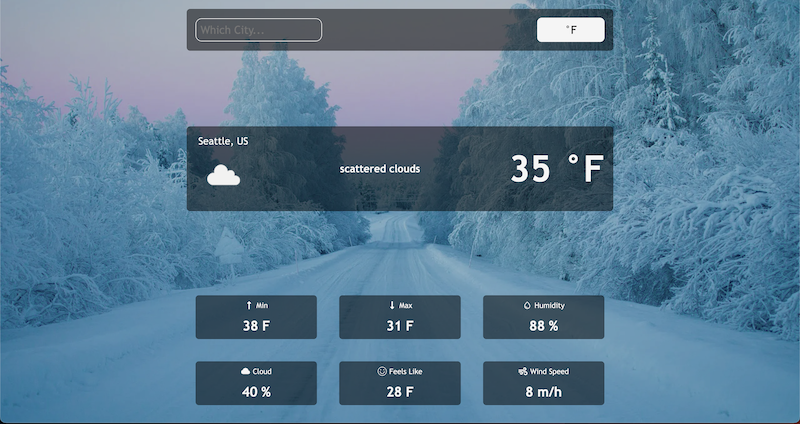 Which City...
°F
Seattle, US
scattered clouds
35 °F
Min
38 F
Max
31 F
Humidity
88 %
Cloud
40 %
Feels Like
28 F
Wind Speed
8 m/h